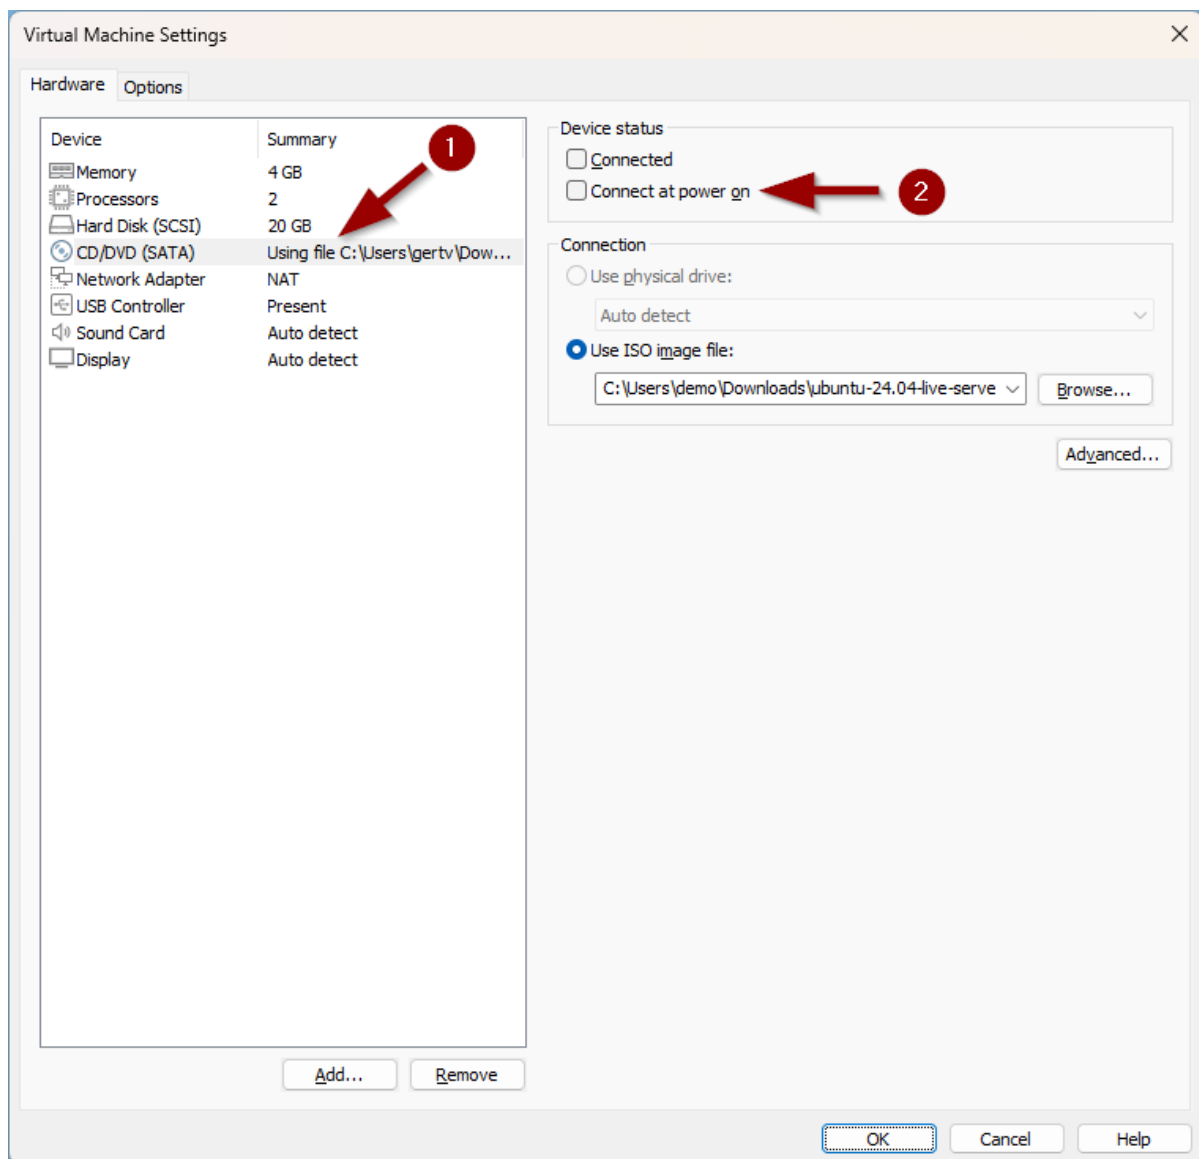 Virtual Machine Settings
Hardware Options
Device Summary
Memory 4 GB
Processors 2
Hard Disk (SCSI) 20 GB
CD/DVD (SATA) Using file C:\Users\gertv\Dow...
Network Adapter NAT
USB Controller Present
Sound Card Auto detect
Display Auto detect
1
Add... Remove
Device status
Connected
Connect at power on
2
Connection
Use physical drive:
Auto detect
Use ISO image file:
C:\Users\demo\Downloads\ubuntu-24.04-live-serve Browse...
Advanced...
OK Cancel Help